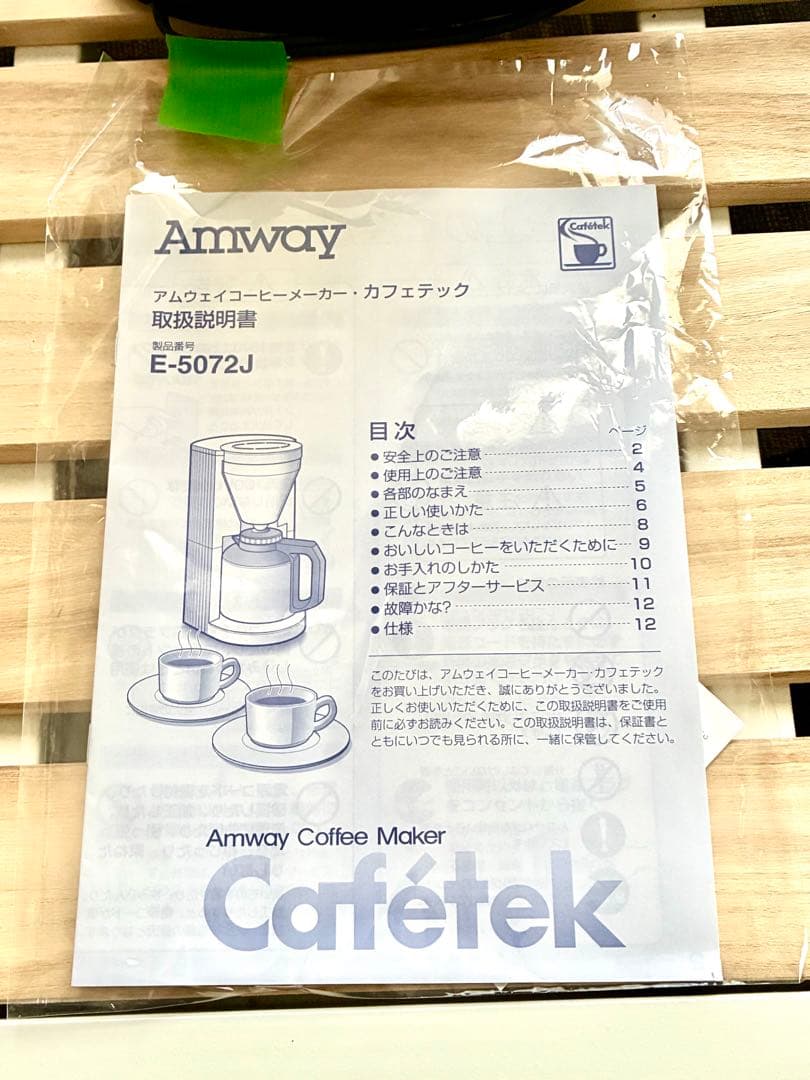 Amway
Cafétek
アムウェイコーヒーメーカー・カフェテック
取扱説明書
製品番号
E-5072J
目次 ページ
●安全上のご注意 2
●使用上のご注意 4
●各部のなまえ 5
●正しい使いかた 6
●こんなときは 8
●おいしいコーヒーをいただくために 9
●お手入れのしかた 10
●保証とアフターサービス 11
●故障かな? 12
●仕様 12
このたびは、アムウェイコーヒーメーカー・カフェテック
をお買い上げいただき、誠にありがとうございました。
正しくお使いいただくために、この取扱説明書をご使用
前に必ずお読みください。この取扱説明書は、保証書と
ともにいつでも見られる所に、一緒に保管してください。
Amway Coffee Maker
Cafétek